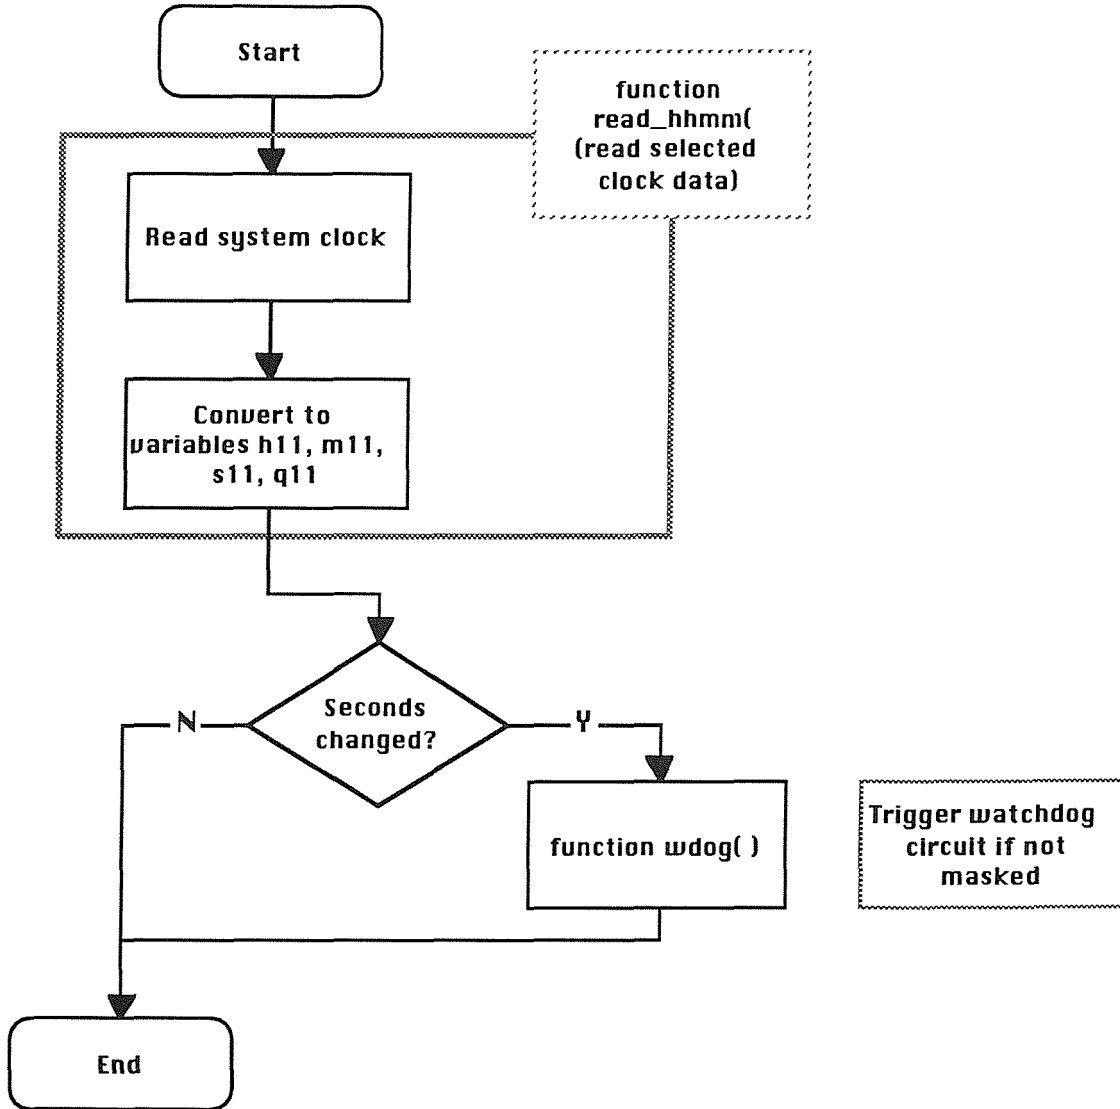 Start
function
read_hhmm(
(read selected
clock data)
Read system clock
Convert to
variables h11, m11,
s11, q11
Seconds
changed?
N
Y
function wdog( )
Trigger watchdog
circuit if not
masked
End